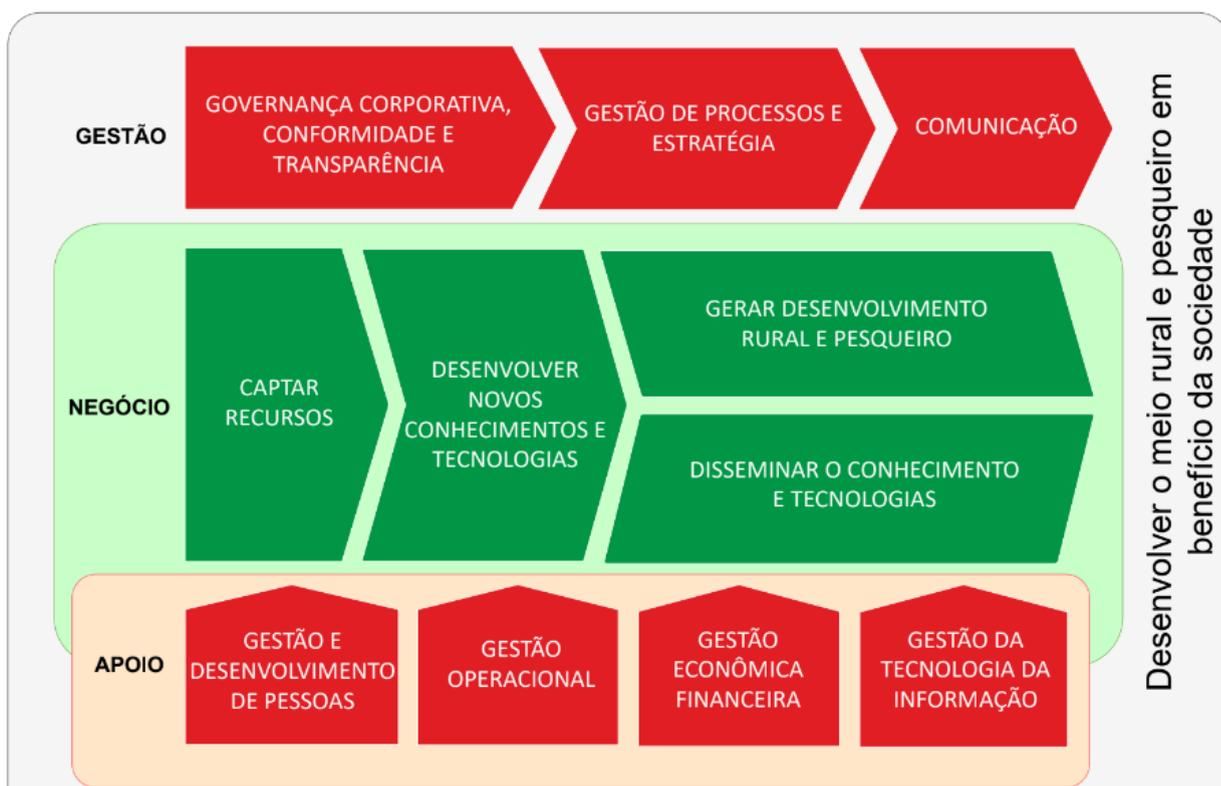 GESTÃO
GOVERNANÇA CORPORATIVA,
CONFORMIDADE E
TRANSPARÊNCIA
GESTÃO DE PROCESSOS E
ESTRATÉGIA
COMUNICAÇÃO
NEGÓCIO
CAPTAR
RECURSOS
DESENVOLVER
NOVOS
CONHECIMENTOS E
TECNOLOGIAS
GERAR DESENVOLVIMENTO
RURAL E PESQUEIRO
DISSEMINAR O CONHECIMENTO
E TECNOLOGIAS
APOIO
GESTÃO E
DESENVOLVIMENTO
DE PESSOAS
GESTÃO
OPERACIONAL
GESTÃO
ECONÔMICA
FINANCEIRA
GESTÃO DA
TECNOLOGIA DA
INFORMAÇÃO
Desenvolver o meio rural e pesqueiro em
benefício da sociedade